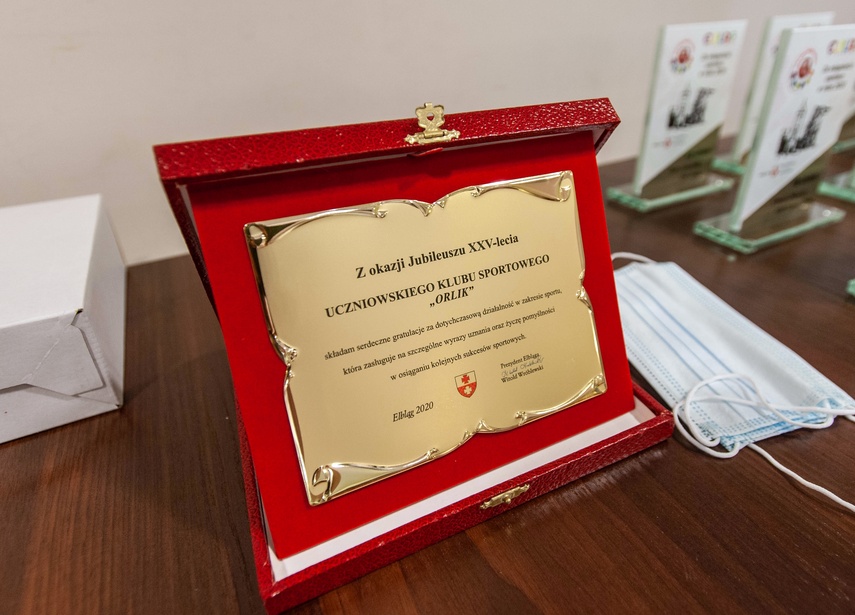 Z okazji Jubileuszu XXV-lecia
UCZNIOWSKIEGO KLUBU SPORTOWEGO
„ORLIK”
składam serdeczne gratulacje za dotychczasową działalność w zakresie sportu,
która zasługuje na szczególne wyrazy uznania oraz życzę pomyślności
w osiąganiu kolejnych sukcesów sportowych.
Prezydent Elbląga
Witold Wróblewski
Elbląg 2020